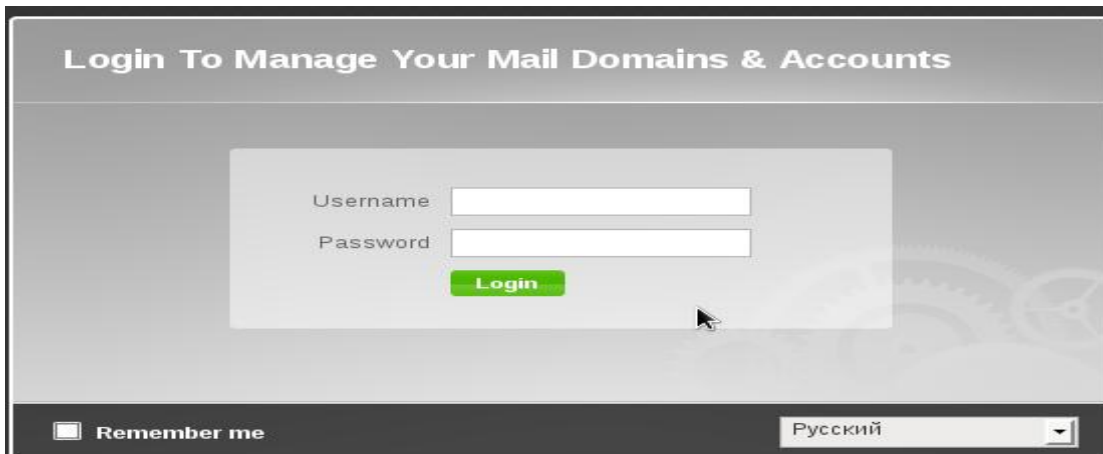 Login To Manage Your Mail Domains & Accounts
Username
Password
Login
Remember me
Русский